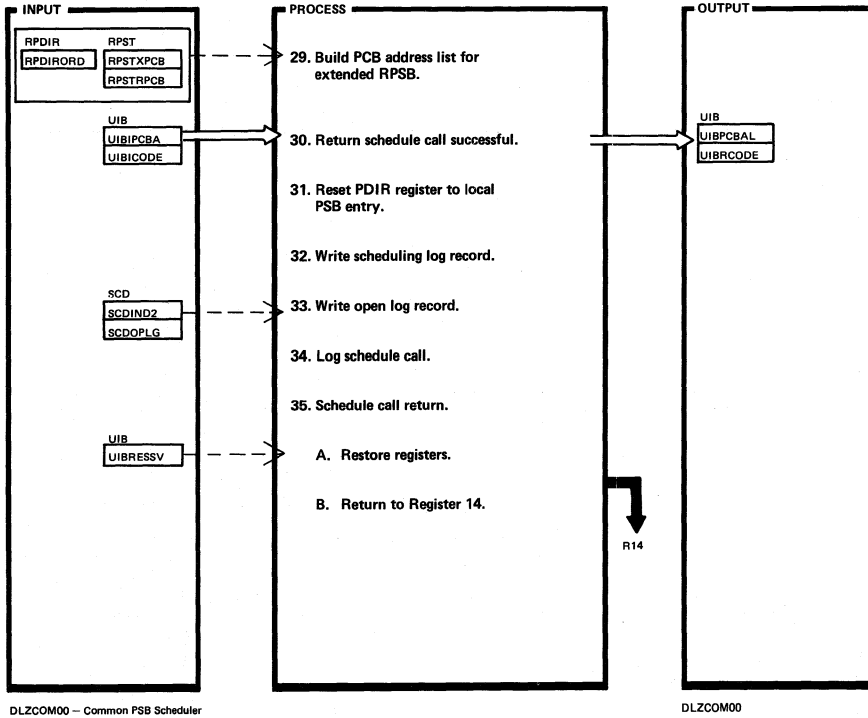 INPUT
RPDIR
RPDIRORD
RPST
RPSTXPCB
RPSTRPCB
UIB
UIBIPCBA
UIBICODE
SCD
SCDIND2
SCDOPLG
UIB
UIBRESSV
PROCESS
29. Build PCB address list for
extended RPSB.
30. Return schedule call successful.
31. Reset PDIR register to local
PSB entry.
32. Write scheduling log record.
33. Write open log record.
34. Log schedule call.
35. Schedule call return.
A. Restore registers.
B. Return to Register 14.
R14
OUTPUT
UIB
UIBPCBAL
UIBRCODE
DLZCOM00 – Common PSB Scheduler
DLZCOM00